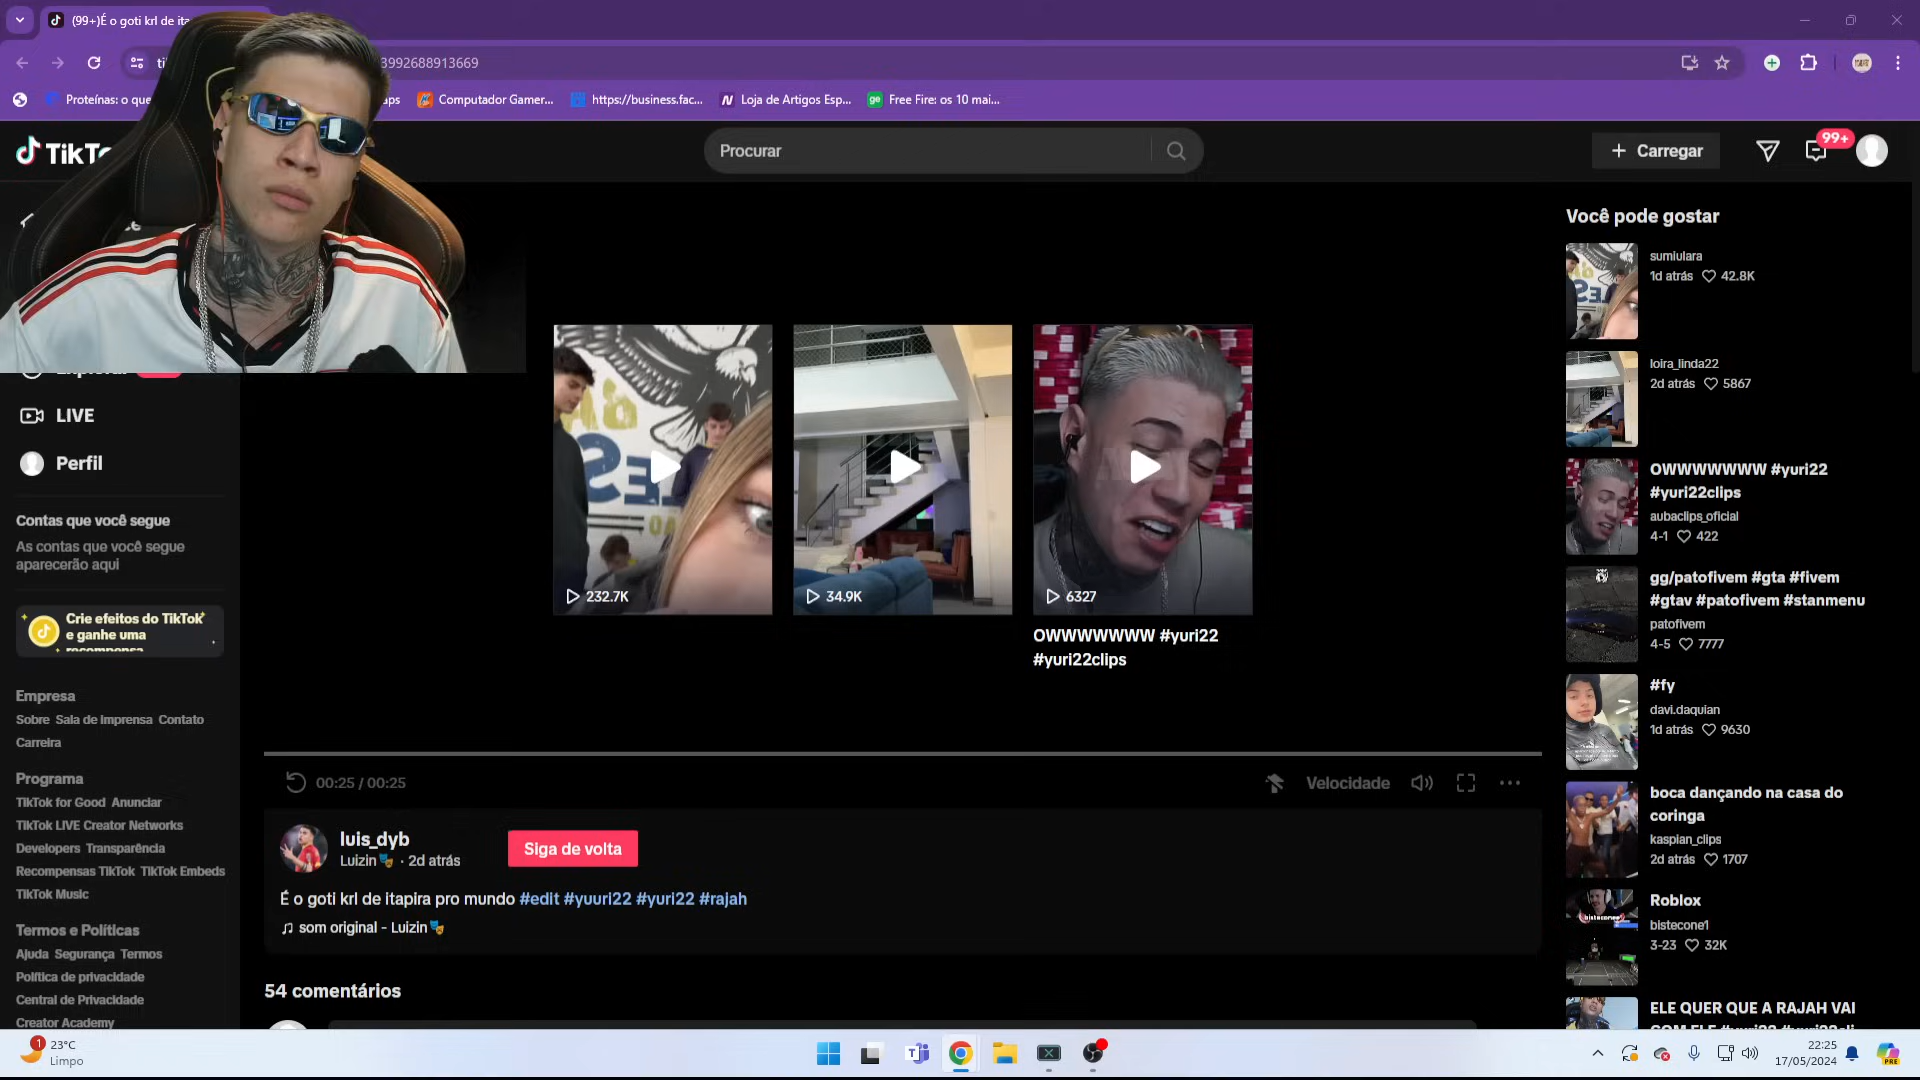 (99+)É o goti krl de ita
3992688913669
Proteínas: o que
Computador Gamer...
https://business.fac...
Loja de Artigos Esp...
Free Fire: os 10 mai...
TikTo
Procurar
Carregar
99+
LIVE
Perfil
Contas que você segue
As contas que você segue
aparecerão aqui
Crie efeitos do TikTok
e ganhe uma
recompensa
Empresa
Sobre Sala de Imprensa Contato
Carreira
Programa
TikTok for Good Anunciar
TikTok LIVE Creator Networks
Developers Transparência
Recompensas TikTok TikTok Embeds
TikTok Music
Termos e Políticas
Ajuda Segurança Termos
Política de privacidade
Central de Privacidade
Creator Academy
232.7K
34.9K
6327
OWWWWWWW #yuri22
#yuri22clips
00:25 / 00:25
Velocidade
luis_dyb
Luizin · 2d atrás
Siga de volta
É o goti krl de itapira pro mundo #edit #yuuri22 #yuri22 #rajah
som original - Luizin
54 comentários
Você pode gostar
sumiulara
1d atrás 42.8K
loira_linda22
2d atrás 5867
OWWWWWWW #yuri22
#yuri22clips
aubaclips_oficial
4-1 422
gg/patofivem #gta #fivem
#gtav #patofivem #stanmenu
patofivem
4-5 7777
#fy
davi.daquian
1d atrás 9630
boca dançando na casa do
coringa
kaspian_clips
2d atrás 1707
Roblox
bistecone1
3-23 32K
ELE QUER QUE A RAJAH VAI
COM ELE #yuri22 #yuri22cli
1
23°C
Limpo
22:25
17/05/2024
PRE